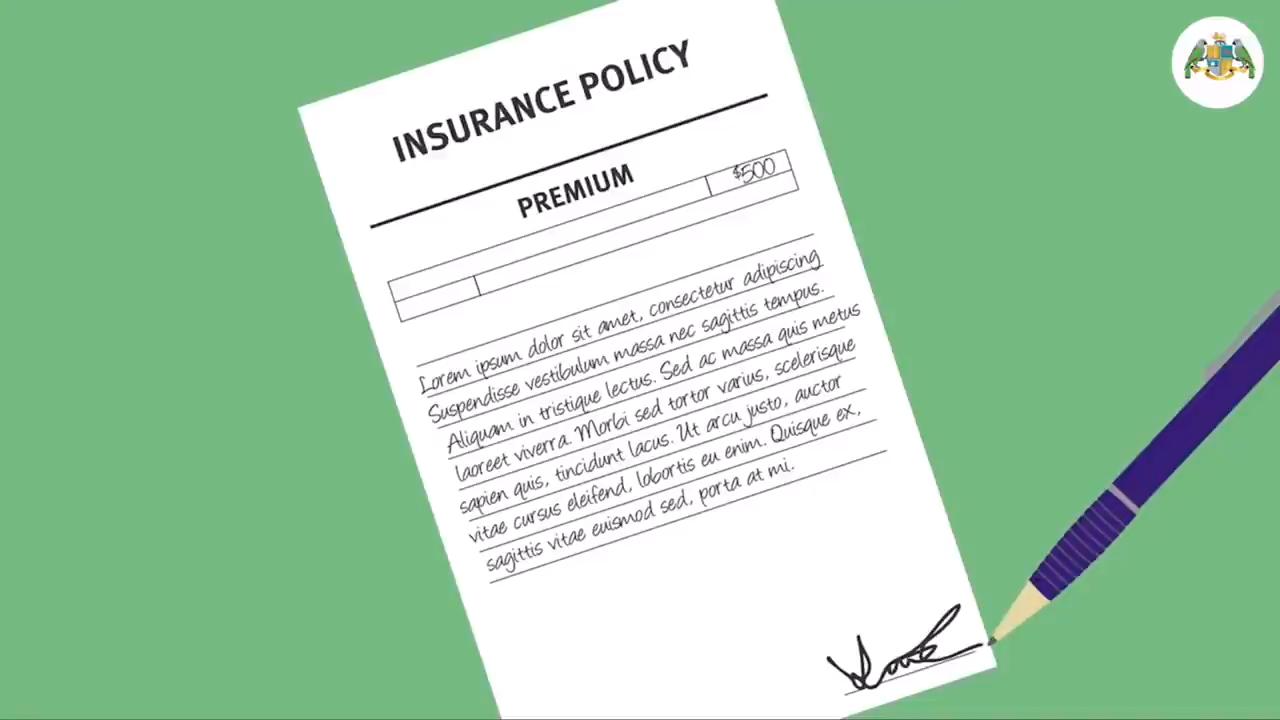 INSURANCE POLICY
PREMIUM
$500
Lorem ipsum dolor sit amet, consectetur adipiscing
Suspendisse vestibulum massa nec sagittis tempus.
Aliquam in tristique lectus. Sed ac massa quis metus
laoreet viverra. Morbi sed tortor varius, scelerisque
sapien quis, tincidunt lacus. Ut arcu justo, auctor
vitae cursus eleifend, lobortis eu enim. Quisque ex,
sagittis vitae euismod sed, porta at mi.